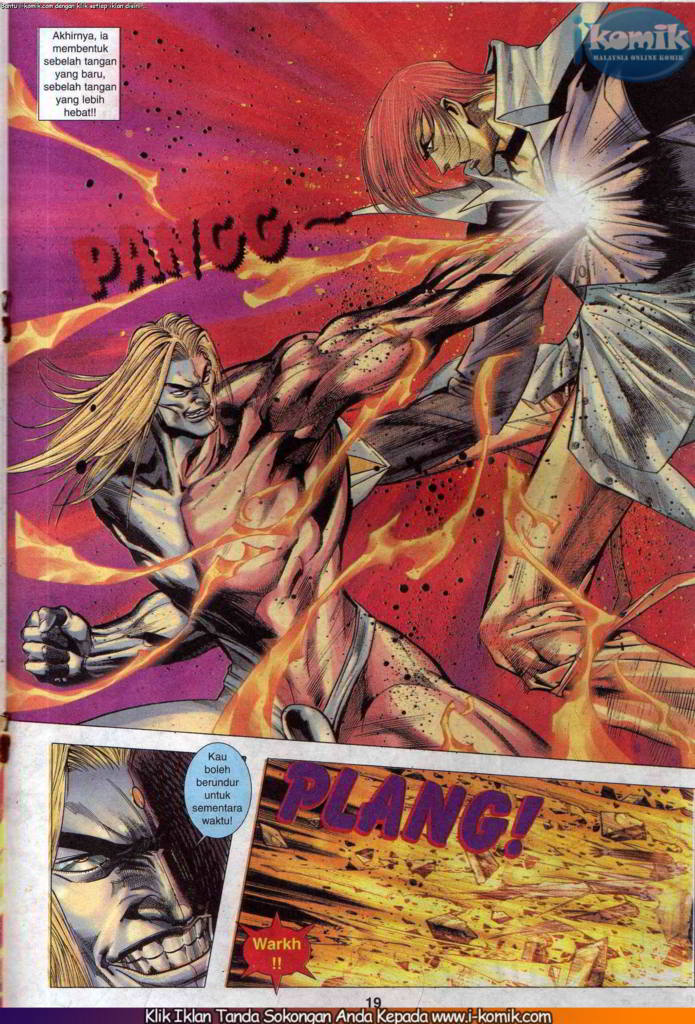 Bantu i-komik.com dengan klik setiap iklan disini...
Akhirnya, ia
membentuk
sebelah tangan
yang baru,
sebelah tangan
yang lebih
hebat!!
ikomik
MALAYSIA ONLINE KOMIK
PANGG
Kau
boleh
berundur
untuk
sementara
waktu!
PLANG!
Warkh
!!
19
Klik Iklan Tanda Sokongan Anda Kepada www.i-komik.com